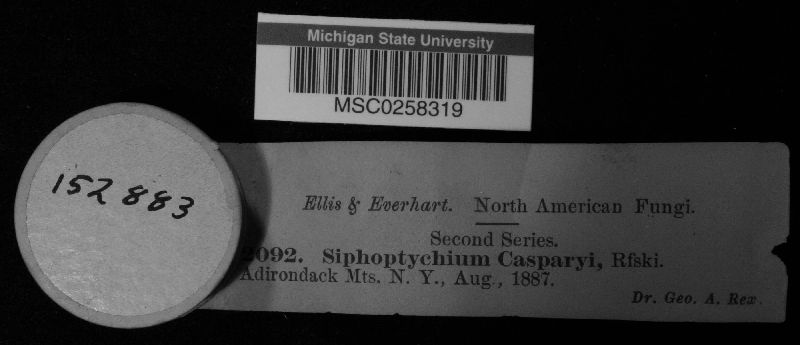 Michigan State University
MSC0258319
152883
Ellis & Everhart. North American Fungi.
Second Series.
2092. Siphoptychium Casparyi, Rfski.
Adirondack Mts. N. Y., Aug., 1887.
Dr. Geo. A. Rex.